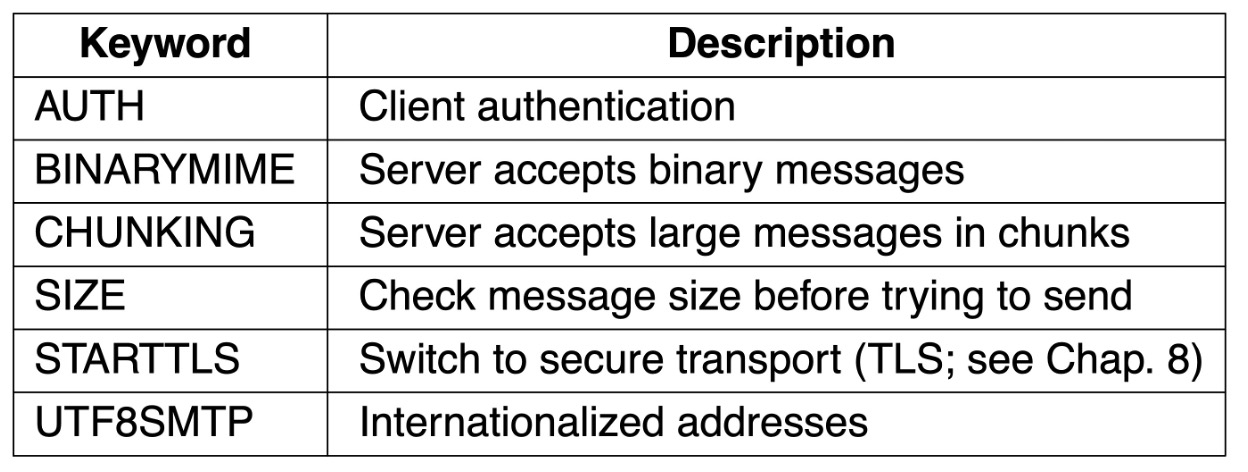 Keyword Description
AUTH Client authentication
BINARYMIME Server accepts binary messages
CHUNKING Server accepts large messages in chunks
SIZE Check message size before trying to send
STARTTLS Switch to secure transport (TLS; see Chap. 8)
UTF8SMTP Internationalized addresses